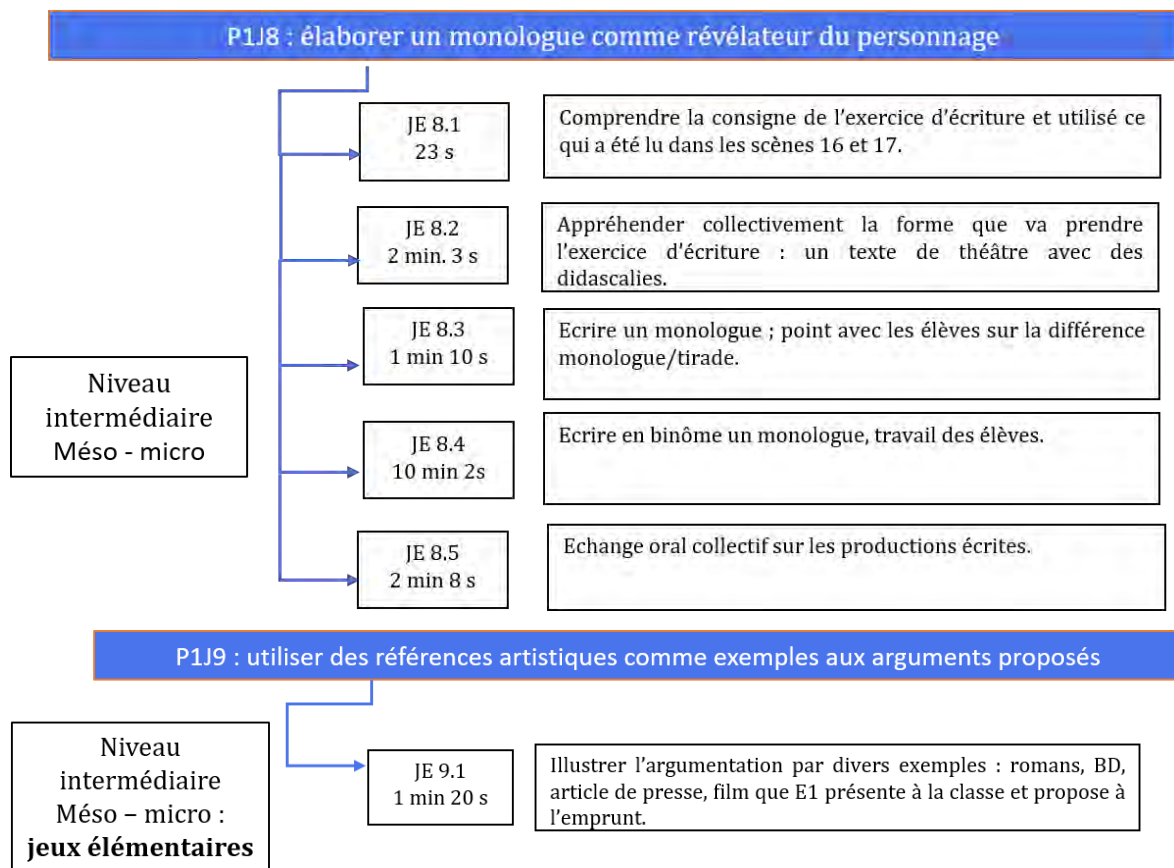 P1J8 : élaborer un monologue comme révélateur du personnage
JE 8.1
23 s
Comprendre la consigne de l'exercice d'écriture et utilisé ce
qui a été lu dans les scènes 16 et 17.
JE 8.2
2 min. 3 s
Appréhender collectivement la forme que va prendre
l'exercice d'écriture : un texte de théâtre avec des
didascalies.
Niveau
intermédiaire
Méso - micro
JE 8.3
1 min 10 s
Ecrire un monologue ; point avec les élèves sur la différence
monologue/tirade.
JE 8.4
10 min 2s
Ecrire en binôme un monologue, travail des élèves.
JE 8.5
2 min 8 s
Echange oral collectif sur les productions écrites.
P1J9 : utiliser des références artistiques comme exemples aux arguments proposés
Niveau
intermédiaire
Méso – micro :
jeux élémentaires
JE 9.1
1 min 20 s
Illustrer l'argumentation par divers exemples : romans, BD,
article de presse, film que E1 présente à la classe et propose à
l'emprunt.